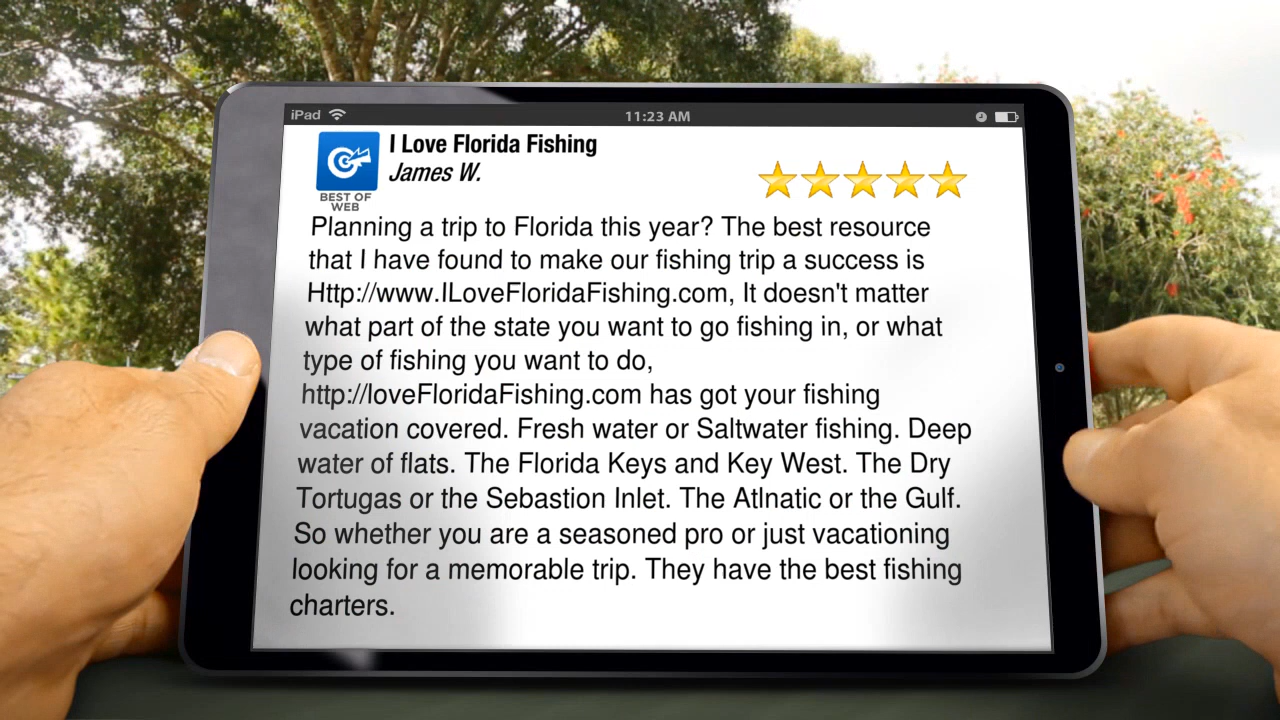 iPad 11:23 AM
I Love Florida Fishing
James W.
BEST OF
WEB
Planning a trip to Florida this year? The best resource
that I have found to make our fishing trip a success is
Http://www.ILoveFloridaFishing.com, It doesn't matter
what part of the state you want to go fishing in, or what
type of fishing you want to do,
http://loveFloridaFishing.com has got your fishing
vacation covered. Fresh water or Saltwater fishing. Deep
water of flats. The Florida Keys and Key West. The Dry
Tortugas or the Sebastion Inlet. The Atlnatic or the Gulf.
So whether you are a seasoned pro or just vacationing
looking for a memorable trip. They have the best fishing
charters.